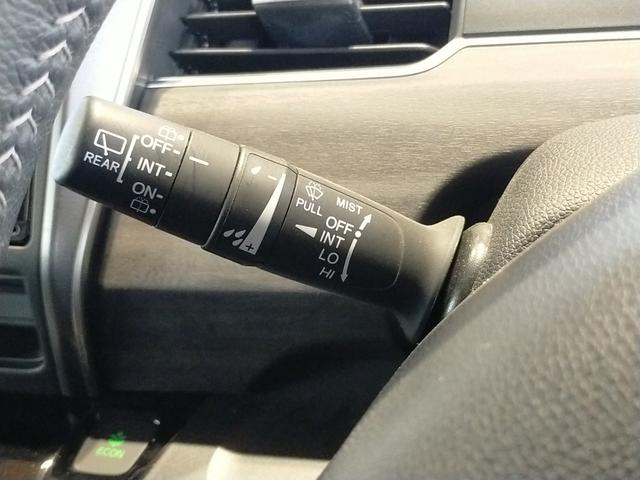 REAR
OFF-
INT-
ON-
-
+
PULL
MIST
OFF
INT
LO
HI
ECON